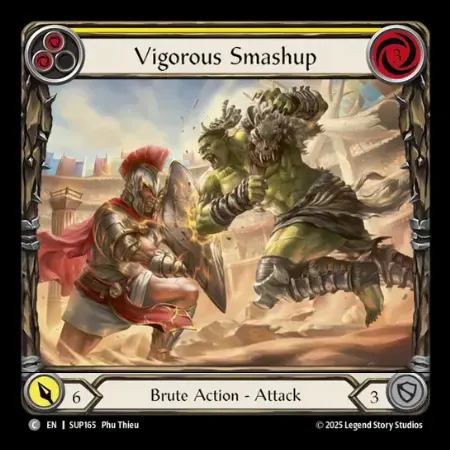 Vigorous Smashup
3
6
Brute Action - Attack
3
C EN | SUP165 Phu Thieu
© 2025 Legend Story Studios